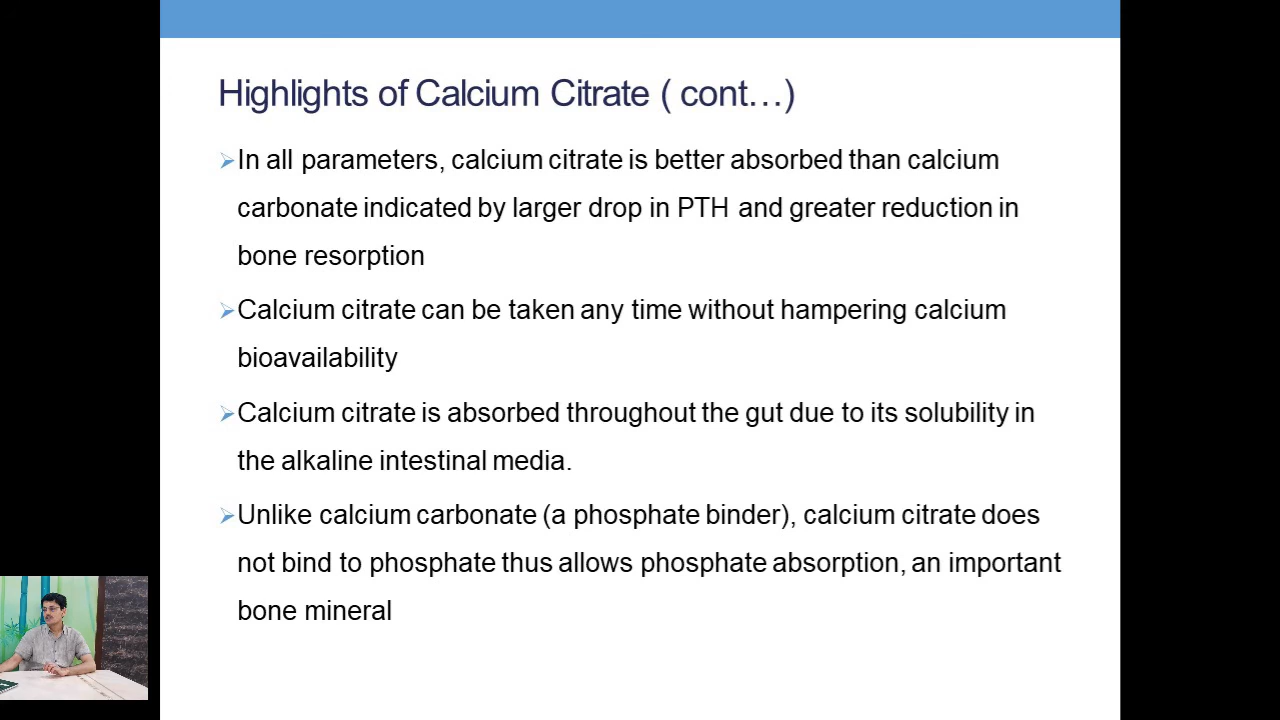 Highlights of Calcium Citrate ( cont…)
In all parameters, calcium citrate is better absorbed than calcium
carbonate indicated by larger drop in PTH and greater reduction in
bone resorption
Calcium citrate can be taken any time without hampering calcium
bioavailability
Calcium citrate is absorbed throughout the gut due to its solubility in
the alkaline intestinal media.
Unlike calcium carbonate (a phosphate binder), calcium citrate does
not bind to phosphate thus allows phosphate absorption, an important
bone mineral